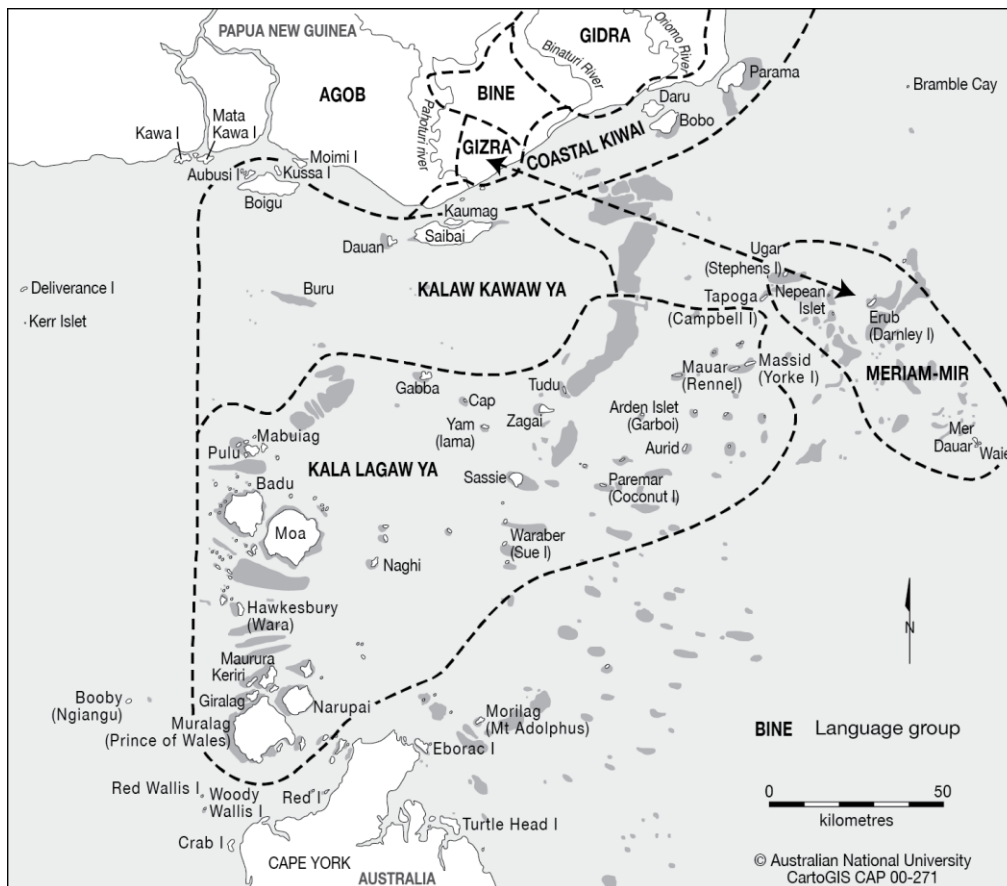 PAPUA NEW GUINEA
GIDRA
Oriomo River
Binaturi River
Parama
Bramble Cay
AGOB
BINE
Pahoturi river
Daru
Bobo
Kawa I
Mata
Kawa I
GIZRA
COASTAL KIWAI
Moimi I
Aubusi I
Kussa I
Boigu
Kaumag
Saibai
Dauan
Ugar
(Stephens I)
Deliverance I
Buru
KALAW KAWAW YA
Tapoga
(Campbell I)
Nepean
Islet
Erub
(Darnley I)
Kerr Islet
MERIAM-MIR
Gabba
Cap
Tudu
Mauar
(Rennel)
Massid
(Yorke I)
Yam
(Iama)
Zagai
Arden Islet
(Garboi)
Mabuiag
Pulu
Aurid
Mer
Dauar
Waie
KALA LAGAW YA
Sassie
Paremar
(Coconut I)
Badu
Moa
Waraber
(Sue I)
Naghi
Hawkesbury
(Wara)
N
Maurura
Keriri
Booby
(Ngiangu)
Giralag
Narupai
Muralag
(Prince of Wales)
Morilag
(Mt Adolphus)
BINE Language group
Eborac I
Red Wallis I
Woody
Wallis I
Red I
0 50
kilometres
Turtle Head I
Crab I
CAPE YORK
AUSTRALIA
© Australian National University
CartoGIS CAP 00-271